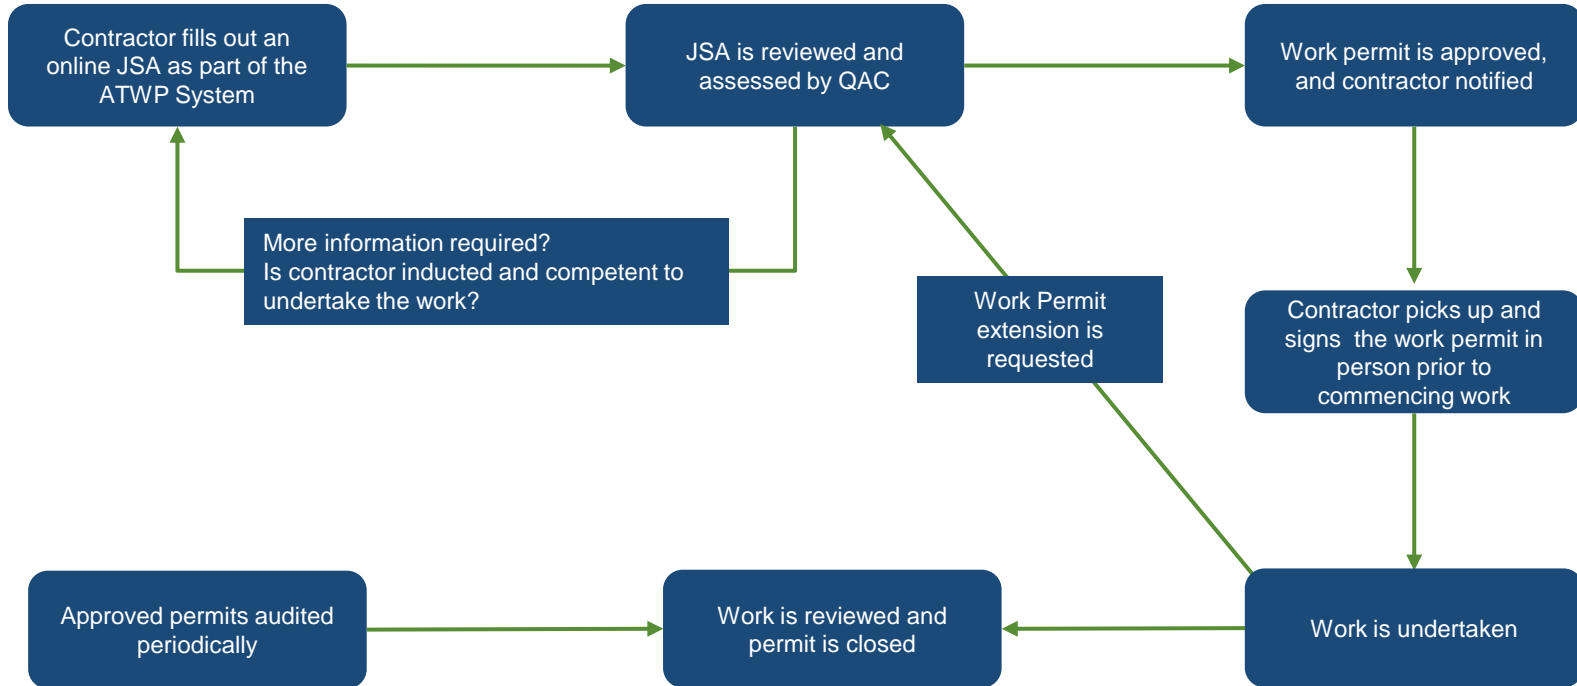 Contractor fills out an
online JSA as part of the
ATWP System
JSA is reviewed and
assessed by QAC
Work permit is approved,
and contractor notified
More information required?
Is contractor inducted and competent to
undertake the work?
Work Permit
extension is
requested
Contractor picks up and
signs  the work permit in
person prior to
commencing work
Approved permits audited
periodically
Work is reviewed and
permit is closed
Work is undertaken